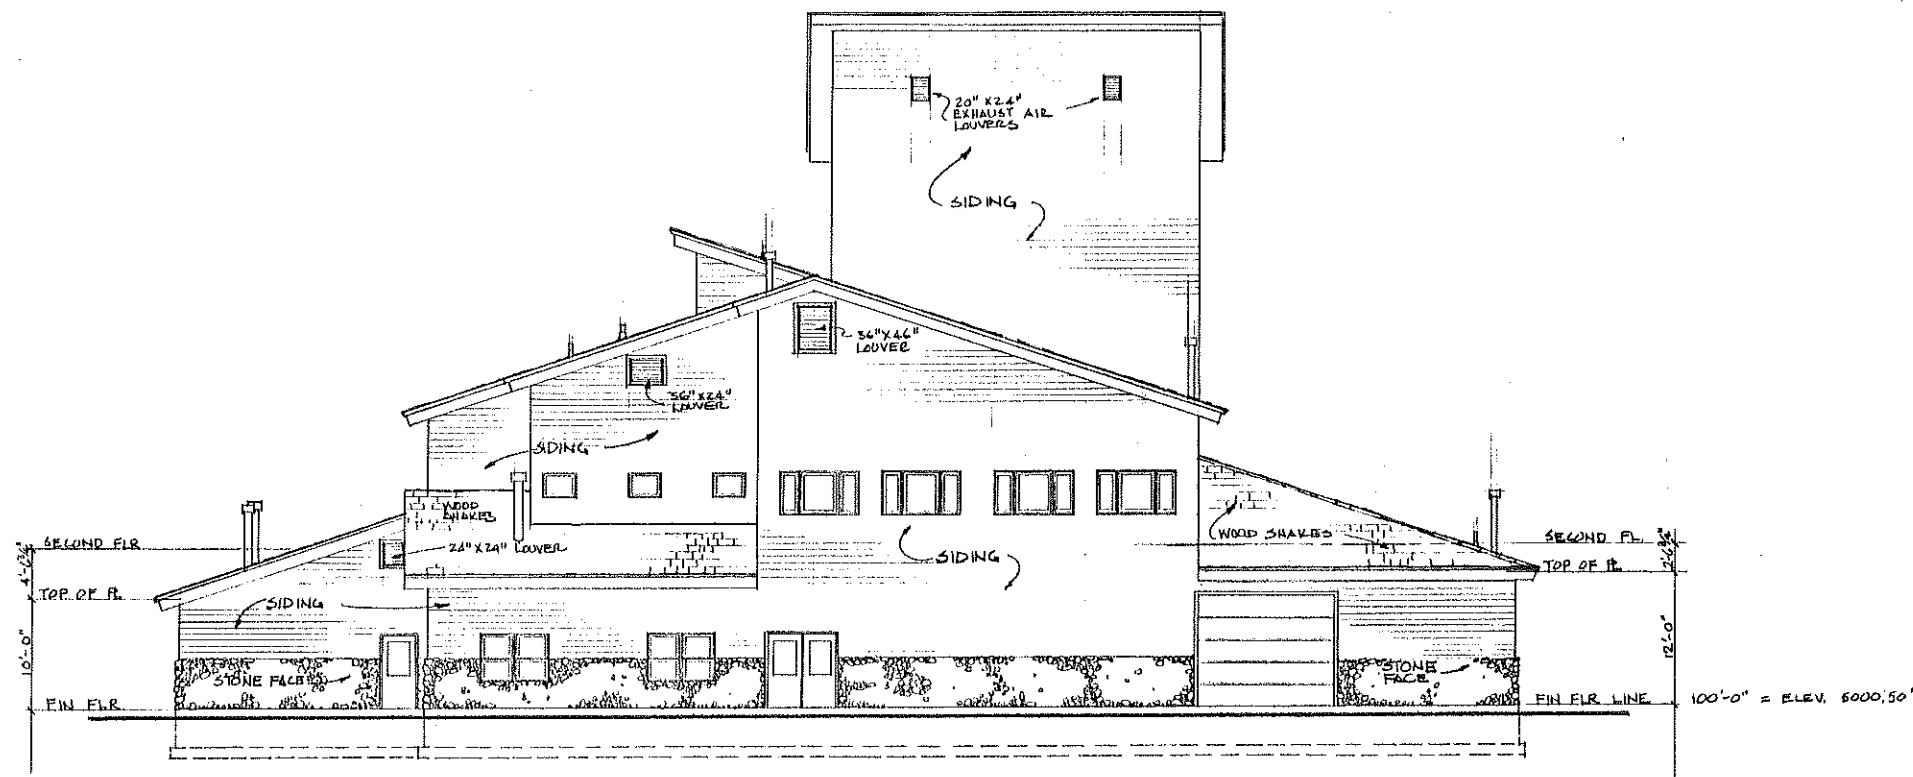 20" X 24"
EXHAUST AIR
LOUVERS
SIDING
36" X 46"
LOUVER
36" X 24"
LOUVER
SIDING
WOOD
SHAKES
24" X 24" LOUVER
SECOND FLR
TOP OF PL
SIDING
SIDING
WOOD SHAKES
SECOND FL
TOP OF PL
10'-0"
12'-0"
STONE FACE
STONE
FACE
FIN FLR
FIN FLR LINE
100'-0" = ELEV. 5000.50'